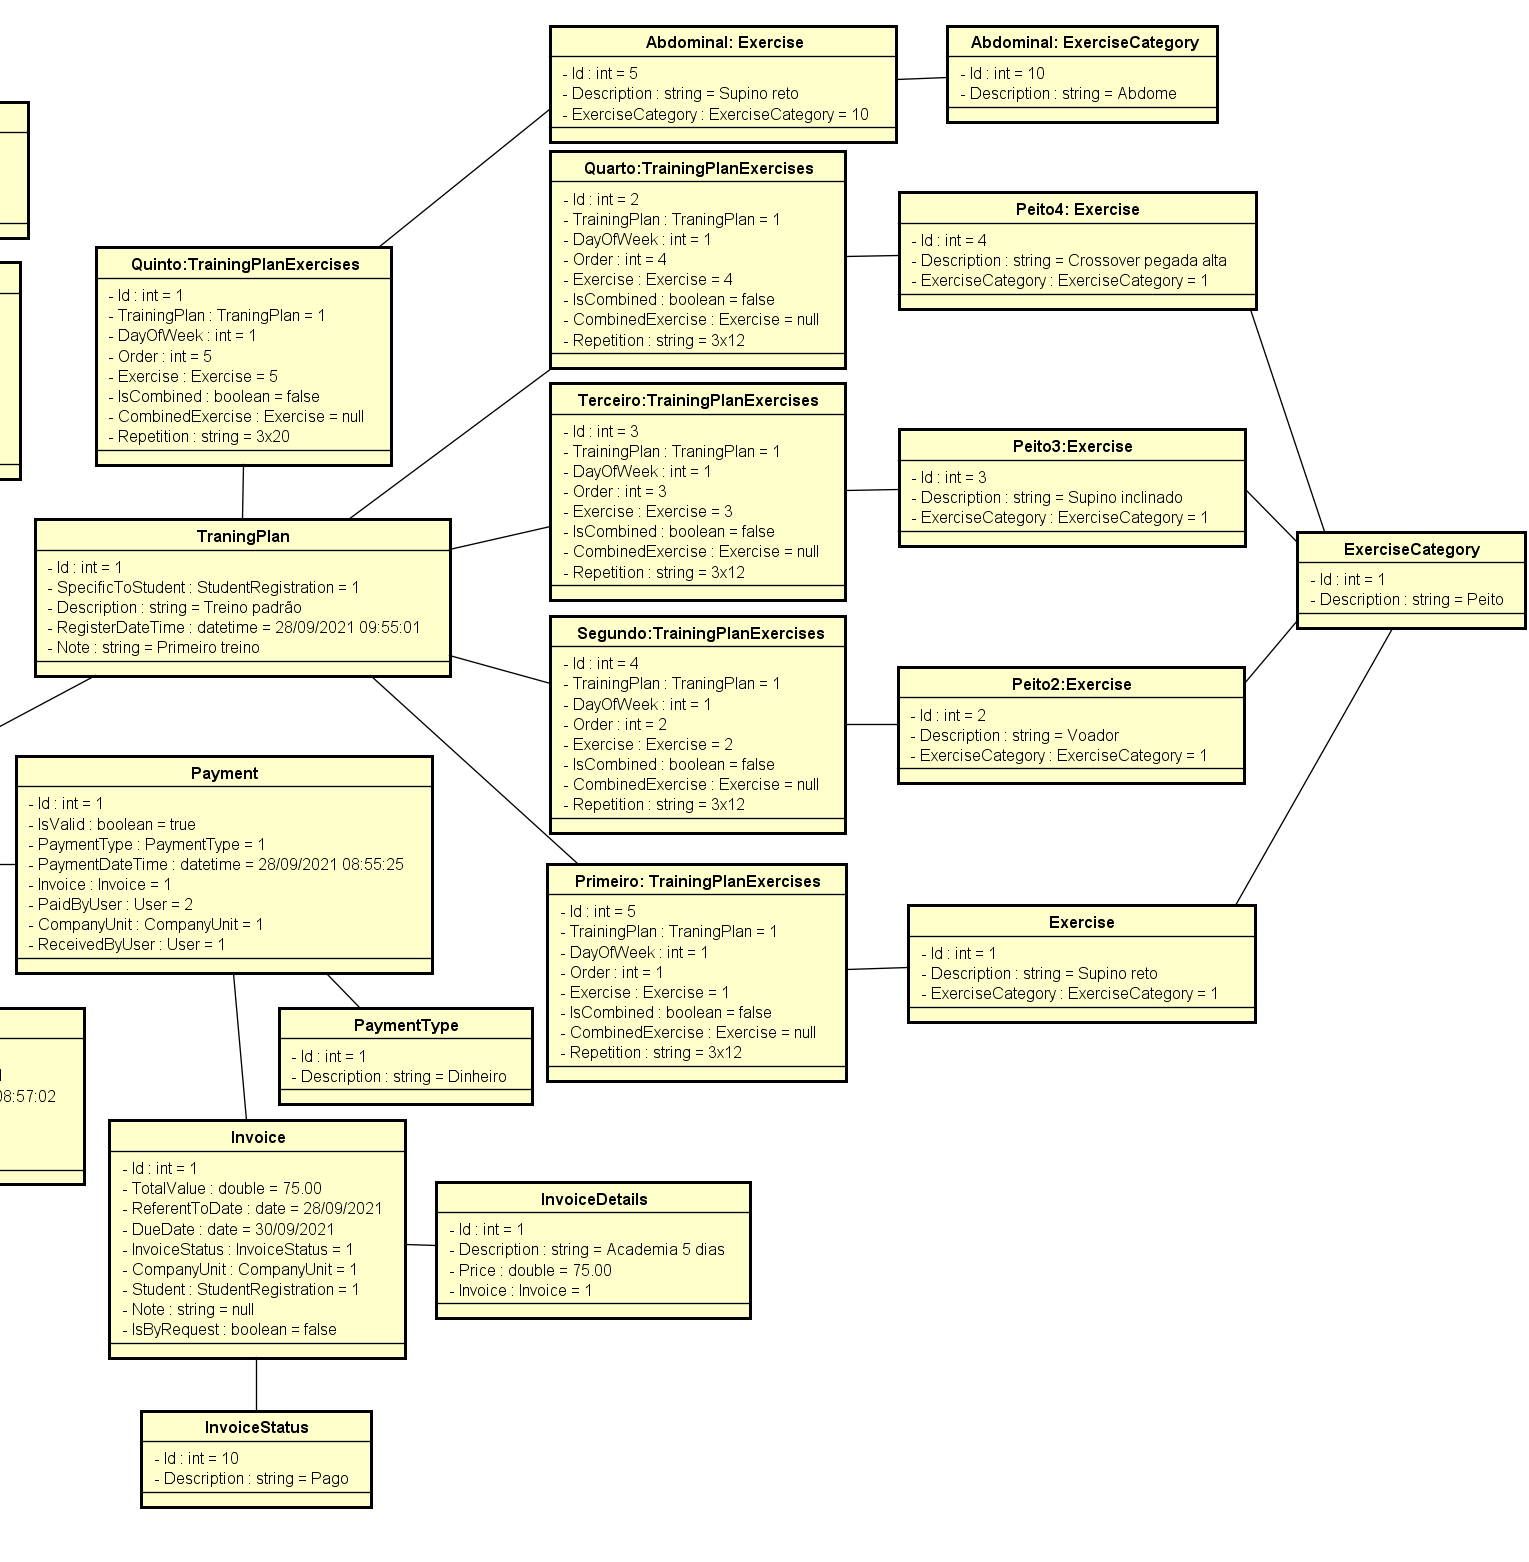 Abdominal: Exercise
- Id : int = 5
- Description : string = Supino reto
- ExerciseCategory : ExerciseCategory = 10
Abdominal: ExerciseCategory
- Id : int = 10
- Description : string = Abdome
Quarto:TrainingPlanExercises
- Id : int = 2
- TrainingPlan : TraningPlan = 1
- DayOfWeek : int = 1
- Order : int = 4
- Exercise : Exercise = 4
- IsCombined : boolean = false
- CombinedExercise : Exercise = null
- Repetition : string = 3x12
Peito4: Exercise
- Id : int = 4
- Description : string = Crossover pegada alta
- ExerciseCategory : ExerciseCategory = 1
Quinto:TrainingPlanExercises
- Id : int = 1
- TrainingPlan : TraningPlan = 1
- DayOfWeek : int = 1
- Order : int = 5
- Exercise : Exercise = 5
- IsCombined : boolean = false
- CombinedExercise : Exercise = null
- Repetition : string = 3x20
Terceiro:TrainingPlanExercises
- Id : int = 3
- TrainingPlan : TraningPlan = 1
- DayOfWeek : int = 1
- Order : int = 3
- Exercise : Exercise = 3
- IsCombined : boolean = false
- CombinedExercise : Exercise = null
- Repetition : string = 3x12
Peito3:Exercise
- Id : int = 3
- Description : string = Supino inclinado
- ExerciseCategory : ExerciseCategory = 1
TraningPlan
- Id : int = 1
- SpecificToStudent : StudentRegistration = 1
- Description : string = Treino padrão
- RegisterDateTime : datetime = 28/09/2021 09:55:01
- Note : string = Primeiro treino
ExerciseCategory
- Id : int = 1
- Description : string = Peito
Segundo:TrainingPlanExercises
- Id : int = 4
- TrainingPlan : TraningPlan = 1
- DayOfWeek : int = 1
- Order : int = 2
- Exercise : Exercise = 2
- IsCombined : boolean = false
- CombinedExercise : Exercise = null
- Repetition : string = 3x12
Peito2:Exercise
- Id : int = 2
- Description : string = Voador
- ExerciseCategory : ExerciseCategory = 1
Payment
- Id : int = 1
- IsValid : boolean = true
- PaymentType : PaymentType = 1
- PaymentDateTime : datetime = 28/09/2021 08:55:25
- Invoice : Invoice = 1
- PaidByUser : User = 2
- CompanyUnit : CompanyUnit = 1
- ReceivedByUser : User = 1
Primeiro: TrainingPlanExercises
- Id : int = 5
- TrainingPlan : TraningPlan = 1
- DayOfWeek : int = 1
- Order : int = 1
- Exercise : Exercise = 1
- IsCombined : boolean = false
- CombinedExercise : Exercise = null
- Repetition : string = 3x12
Exercise
- Id : int = 1
- Description : string = Supino reto
- ExerciseCategory : ExerciseCategory = 1
PaymentType
- Id : int = 1
- Description : string = Dinheiro
8:57:02
Invoice
- Id : int = 1
- TotalValue : double = 75.00
- ReferentToDate : date = 28/09/2021
- DueDate : date = 30/09/2021
- InvoiceStatus : InvoiceStatus = 1
- CompanyUnit : CompanyUnit = 1
- Student : StudentRegistration = 1
- Note : string = null
- IsByRequest : boolean = false
InvoiceDetails
- Id : int = 1
- Description : string = Academia 5 dias
- Price : double = 75.00
- Invoice : Invoice = 1
InvoiceStatus
- Id : int = 10
- Description : string = Pago